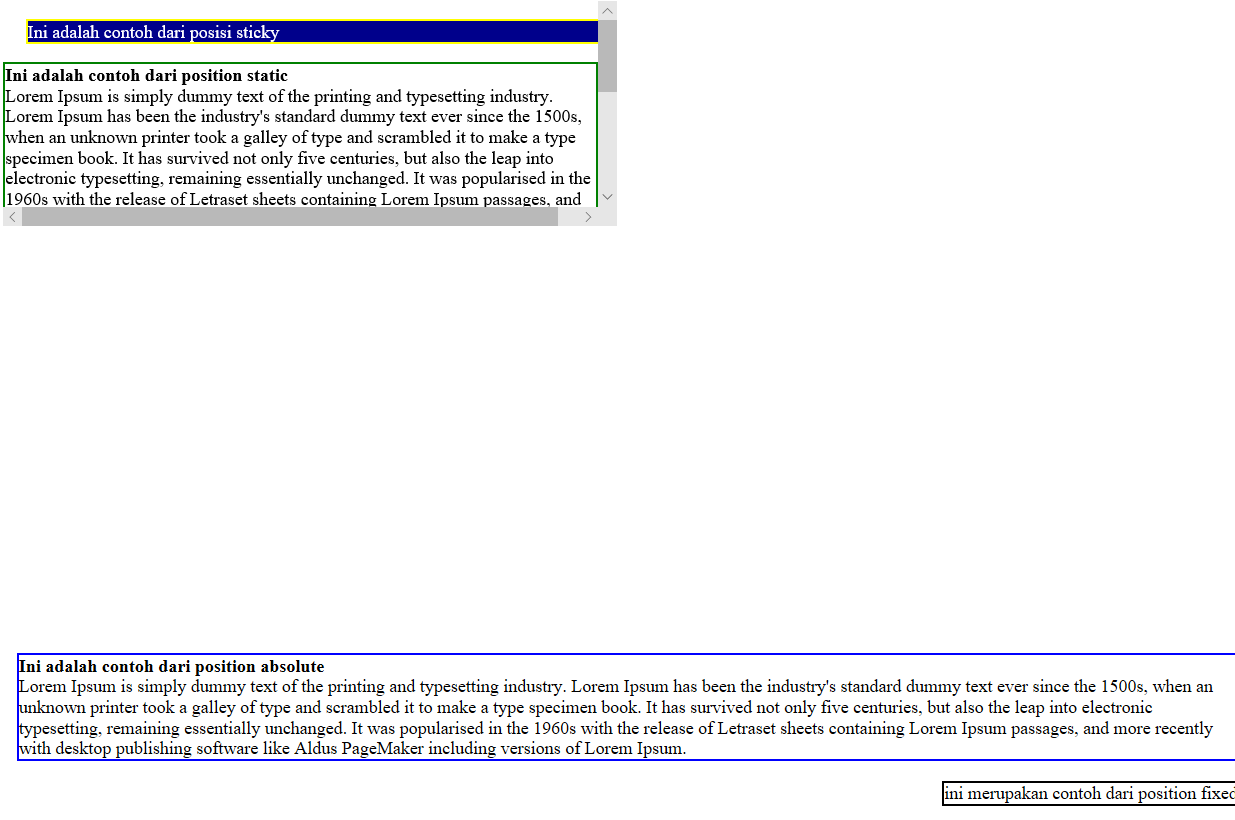 Ini adalah contoh dari posisi sticky
Ini adalah contoh dari position static
Lorem Ipsum is simply dummy text of the printing and typesetting industry.
Lorem Ipsum has been the industry's standard dummy text ever since the 1500s,
when an unknown printer took a galley of type and scrambled it to make a type
specimen book. It has survived not only five centuries, but also the leap into
electronic typesetting, remaining essentially unchanged. It was popularised in the
1960s with the release of Letraset sheets containing Lorem Ipsum passages, and
Ini adalah contoh dari position absolute
Lorem Ipsum is simply dummy text of the printing and typesetting industry. Lorem Ipsum has been the industry's standard dummy text ever since the 1500s, when an
unknown printer took a galley of type and scrambled it to make a type specimen book. It has survived not only five centuries, but also the leap into electronic
typesetting, remaining essentially unchanged. It was popularised in the 1960s with the release of Letraset sheets containing Lorem Ipsum passages, and more recently
with desktop publishing software like Aldus PageMaker including versions of Lorem Ipsum.
ini merupakan contoh dari position fixed